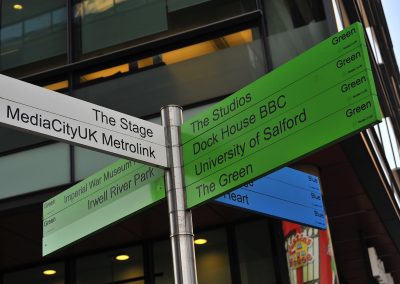 The Stage
MediaCityUK Metrolink
The Studios Green
Dock House BBC Green
University of Salford Green
The Green Green
Green Imperial War Museum
Green Irwell River Park
Blue
Heart Blue